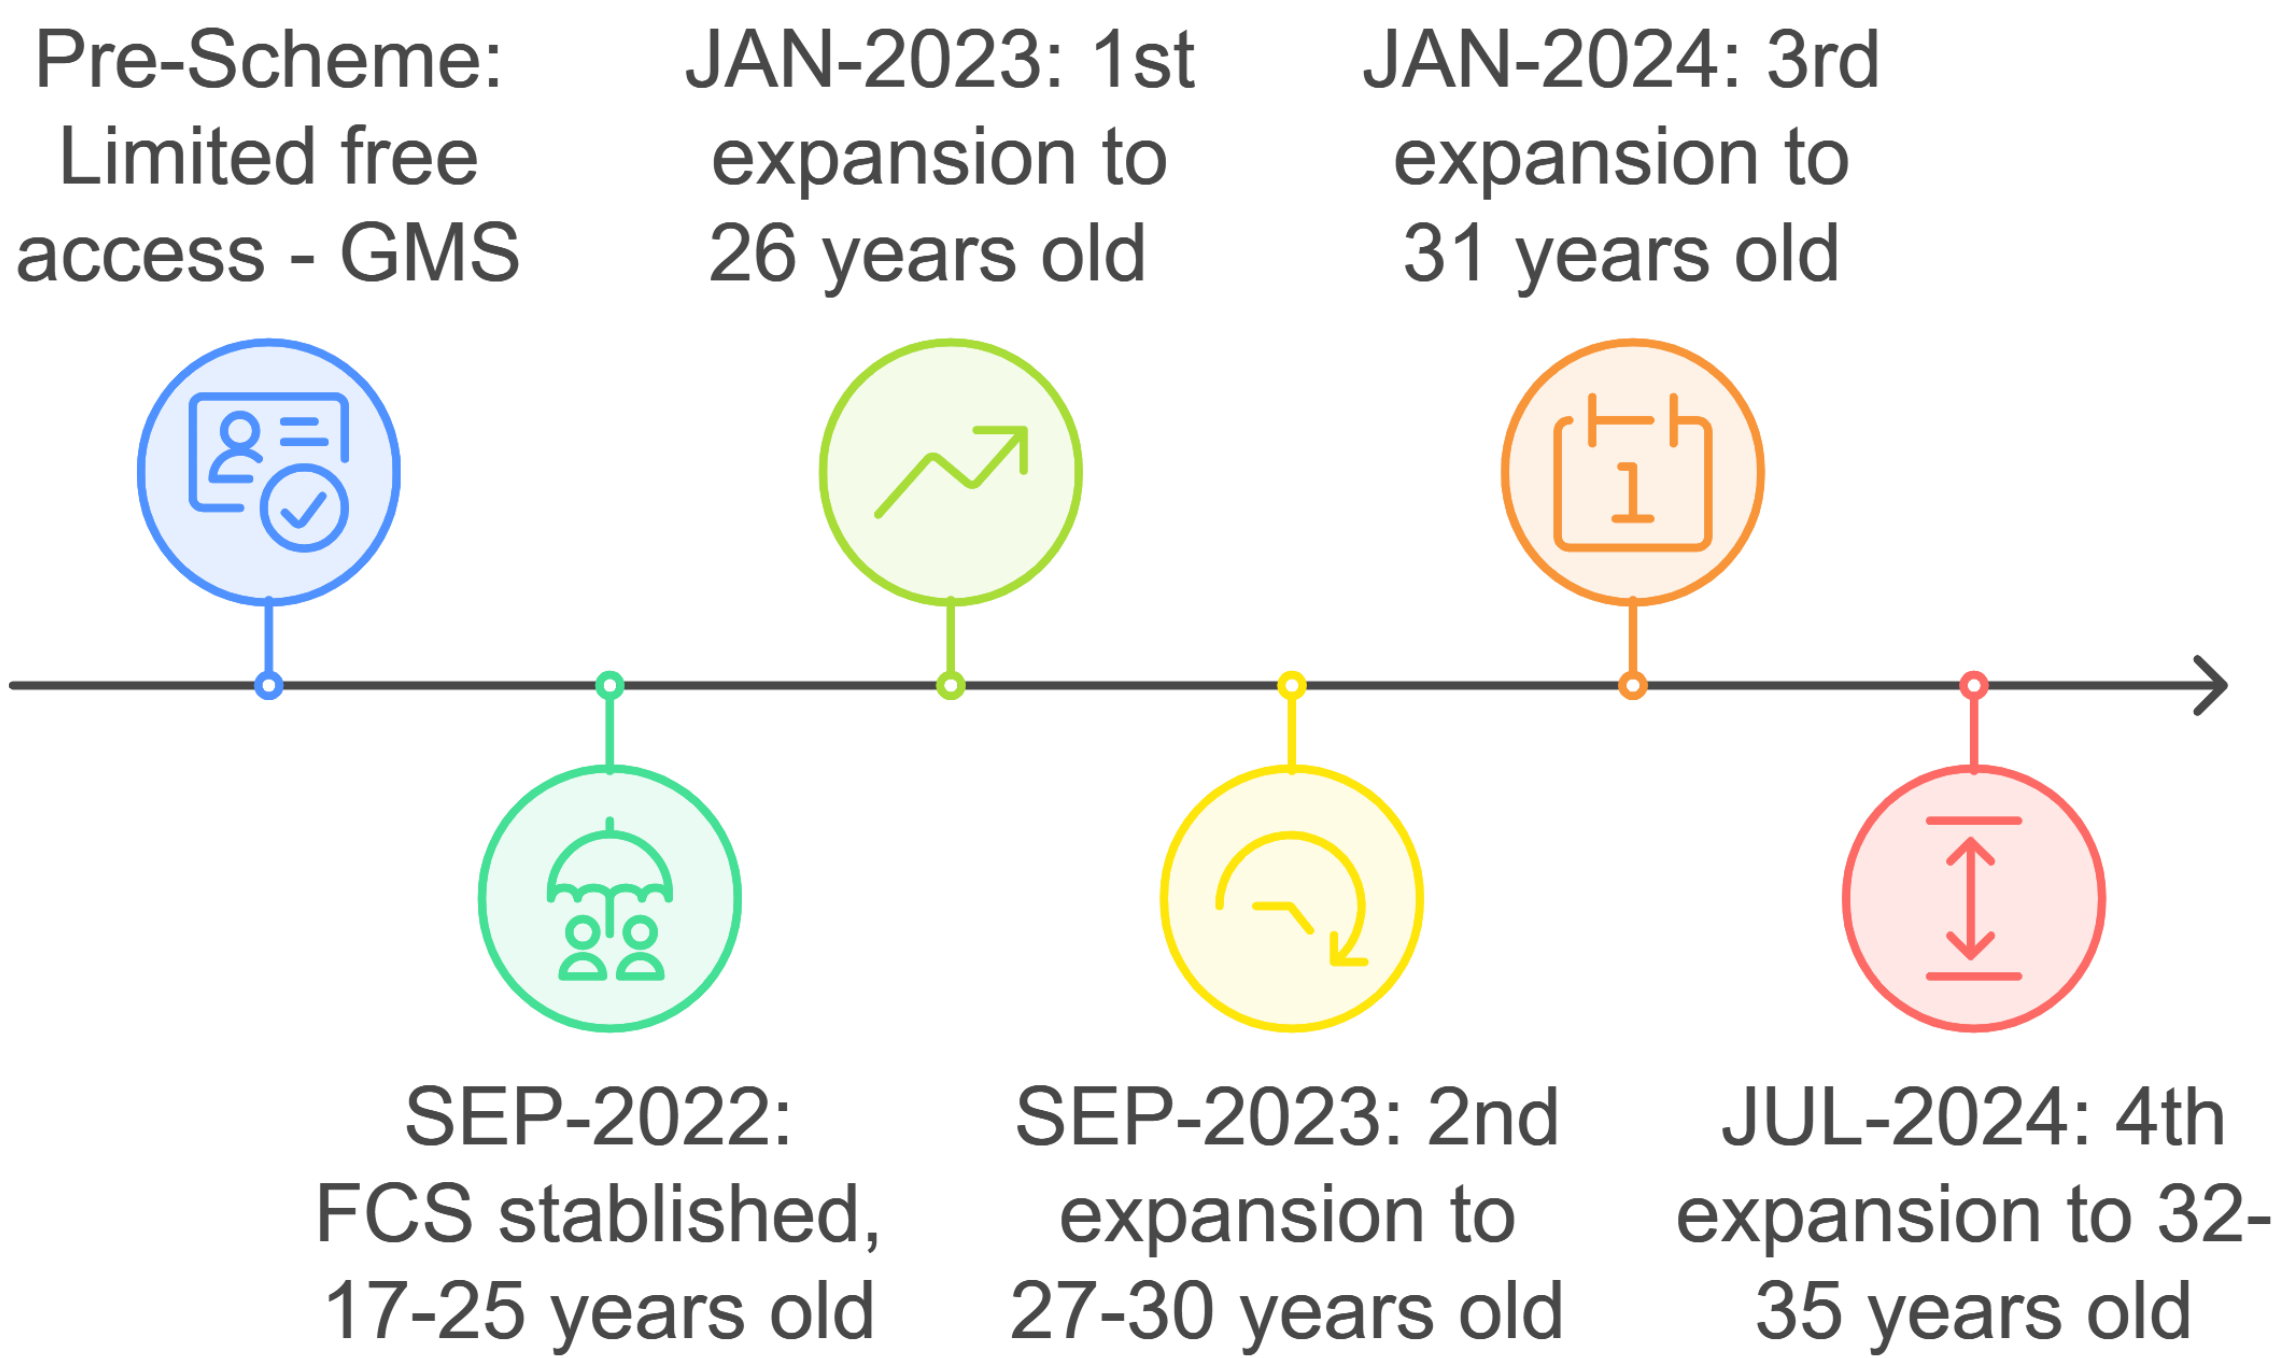 Pre-Scheme:
Limited free
access - GMS
SEP-2022:
FCS stablished,
17-25 years old
JAN-2023: 1st
expansion to
26 years old
SEP-2023: 2nd
expansion to
27-30 years old
JAN-2024: 3rd
expansion to
31 years old
JUL-2024: 4th
expansion to 32-
35 years old
1